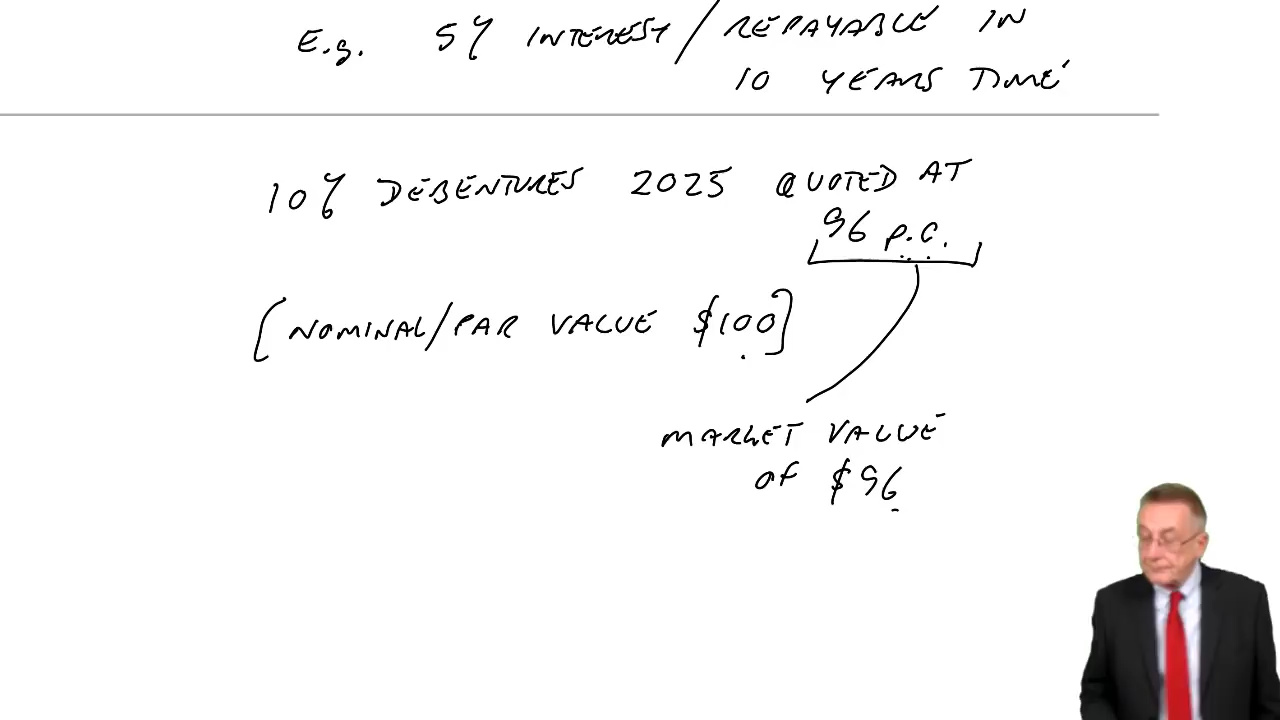 E.g. 5% INTEREST / REPAYABLE IN
10 YEARS TIME
10% DEBENTURES 2025 QUOTED AT
96 p.c.
[NOMINAL/PAR VALUE $100]
MARKET VALUE
of $96